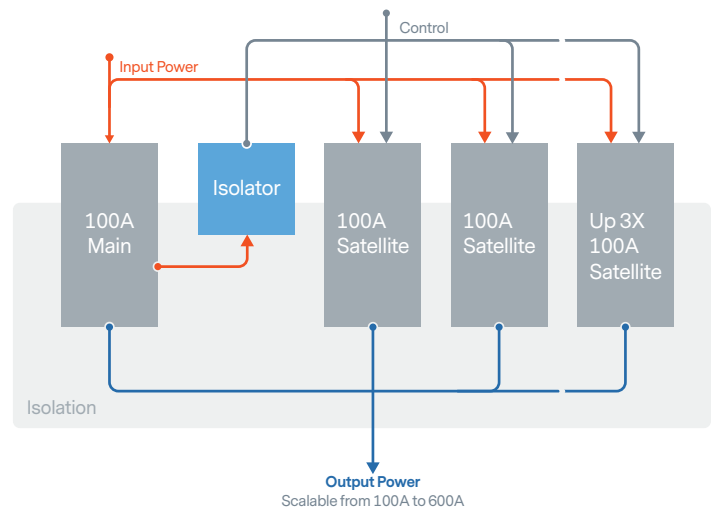 Control
Input Power
Isolator
100A
Main
100A
Satellite
100A
Satellite
Up 3X
100A
Satellite
Isolation
Output Power
Scalable from 100A to 600A